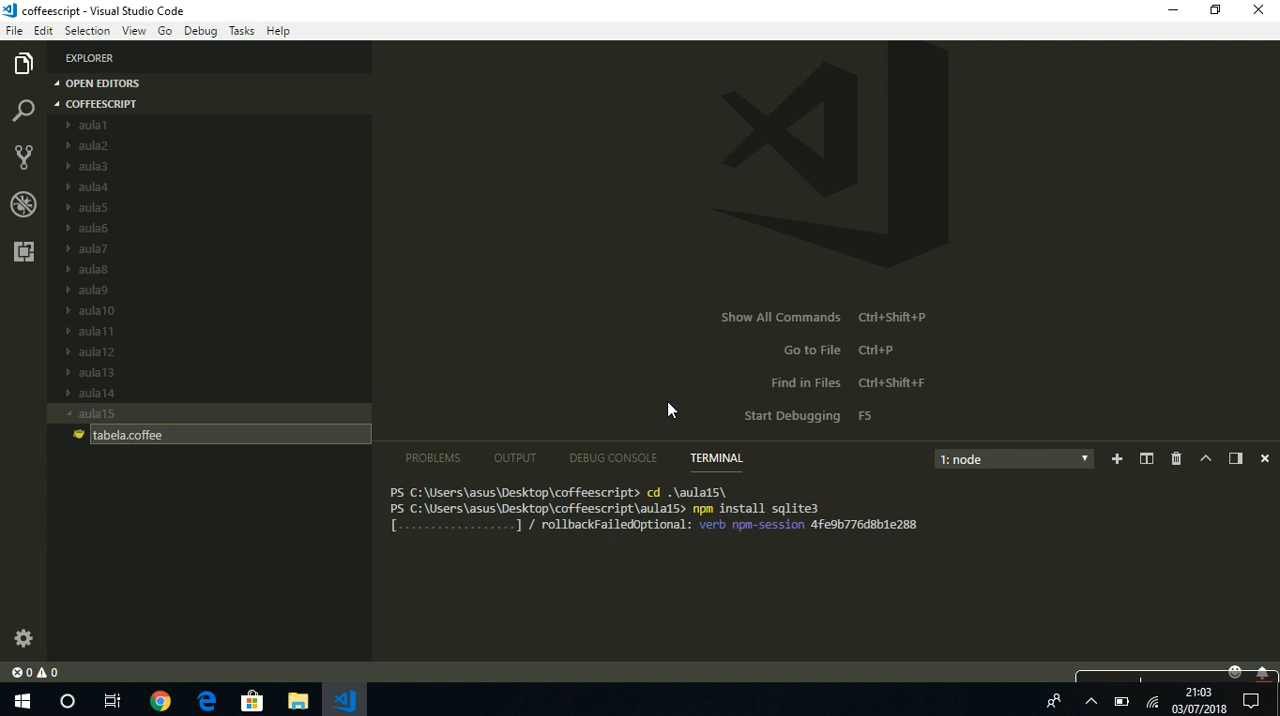 coffeescript - Visual Studio Code
File Edit Selection View Go Debug Tasks Help
EXPLORER
OPEN EDITORS
COFFEESCRIPT
aula1
aula2
aula3
aula4
aula5
aula6
aula7
aula8
aula9
aula10
aula11
aula12
aula13
aula14
aula15
tabela.coffee
Show All Commands Ctrl+Shift+P
Go to File Ctrl+P
Find in Files Ctrl+Shift+F
Start Debugging F5
PROBLEMS OUTPUT DEBUG CONSOLE TERMINAL 1: node
PS C:\Users\asus\Desktop\coffeescript> cd .\aula15\
PS C:\Users\asus\Desktop\coffeescript\aula15> npm install sqlite3
[..................] / rollbackFailedOptional: verb npm-session 4fe9b776d8b1e288
0 0
21:03
03/07/2018